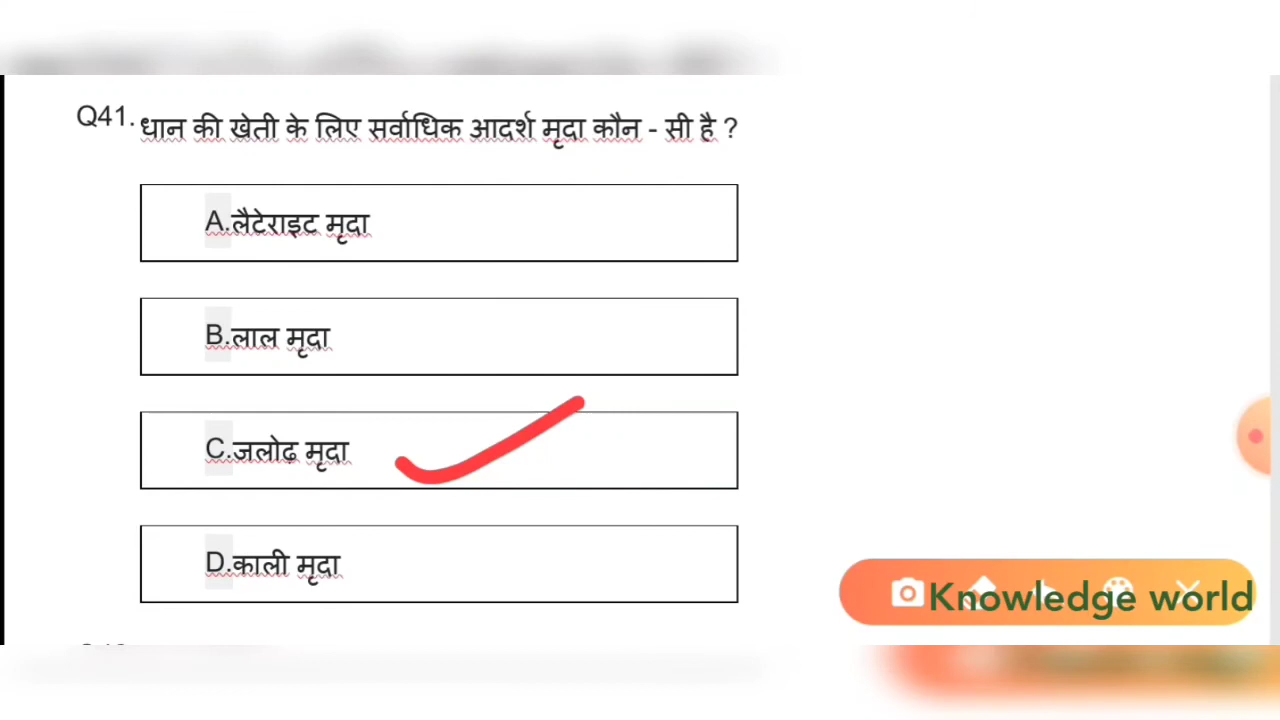 Q41. धान की खेती के लिए सर्वाधिक आदर्श मृदा कौन - सी है ?
A.लैटेराइट मृदा
B.लाल मृदा
C.जलोढ़ मृदा
D.काली मृदा
Knowledge world